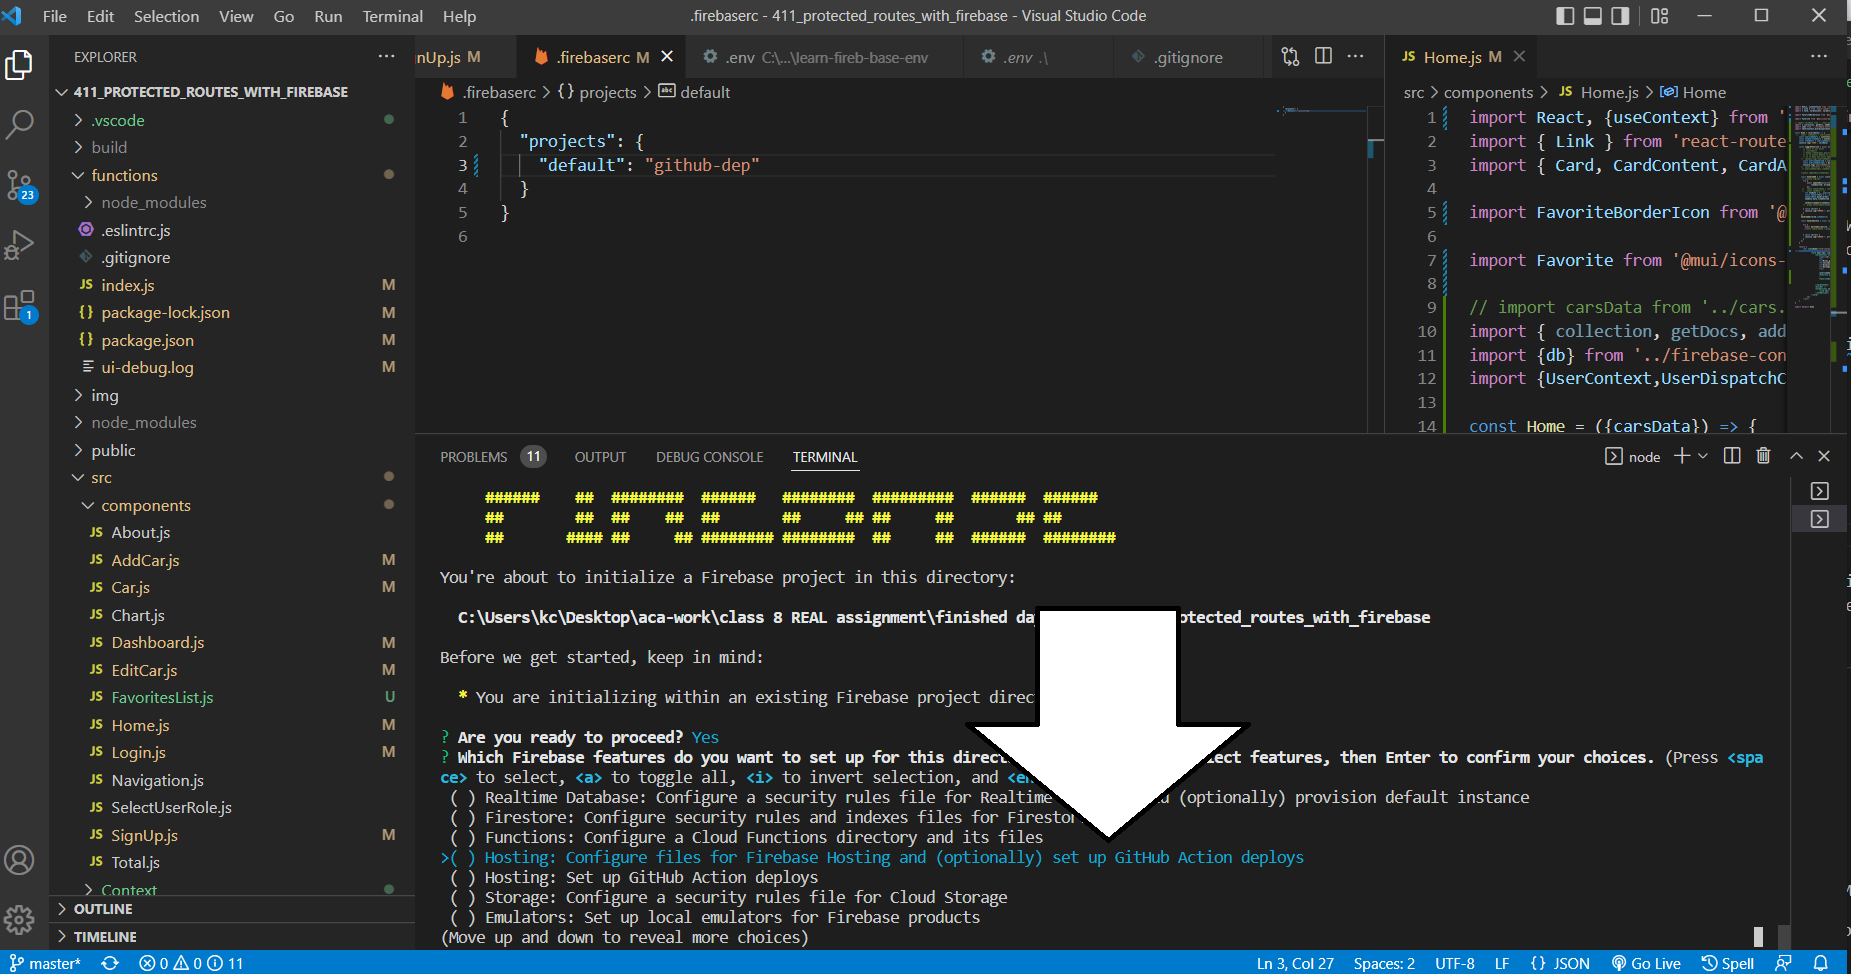 File Edit Selection View Go Run Terminal Help
.firebaserc - 411_protected_routes_with_firebase - Visual Studio Code
EXPLORER
411_PROTECTED_ROUTES_WITH_FIREBASE
.vscode
build
functions
node_modules
.eslintrc.js
.gitignore
JS index.js M
{} package-lock.json M
{} package.json M
ui-debug.log M
img
node_modules
public
src
components
JS About.js
JS AddCar.js M
JS Car.js M
JS Chart.js
JS Dashboard.js M
JS EditCar.js M
JS FavoritesList.js U
JS Home.js M
JS Login.js M
JS Navigation.js
JS SelectUserRole.js
JS SignUp.js M
JS Total.js
Context
OUTLINE
TIMELINE
23
1
nUp.js M .firebaserc M .env C:\...\learn-fireb-base-env .env .\ .gitignore
.firebaserc > {} projects > abc default
1 {
2 "projects": {
3 "default": "github-dep"
4 }
5 }
6
JS Home.js M
src > components > JS Home.js > Home
1 import React, {useContext} from '
2 import { Link } from 'react-route
3 import { Card, CardContent, CardA
4
5 import FavoriteBorderIcon from '@
6
7 import Favorite from '@mui/icons-
8
9 // import carsData from '../cars.
10 import { collection, getDocs, add
11 import {db} from '../firebase-con
12 import {UserContext,UserDispatchC
13
14 const Home = ({carsData}) => {
PROBLEMS 11 OUTPUT DEBUG CONSOLE TERMINAL
node
###### ## ######## ###### ######## ######### ###### ######
## ## ## ## ## ## ## ## ## ## ##
## #### ## ## ######## ######## ## ## ###### ########
You're about to initialize a Firebase project in this directory:
C:\Users\kc\Desktop\aca-work\class 8 REAL assignment\finished da otected_routes_with_firebase
Before we get started, keep in mind:
* You are initializing within an existing Firebase project direc
? Are you ready to proceed? Yes
? Which Firebase features do you want to set up for this direc ect features, then Enter to confirm your choices. (Press <spa
ce> to select, <a> to toggle all, <i> to invert selection, and <en
( ) Realtime Database: Configure a security rules file for Realtime (optionally) provision default instance
( ) Firestore: Configure security rules and indexes files for Firestor
( ) Functions: Configure a Cloud Functions directory and its files
>( ) Hosting: Configure files for Firebase Hosting and (optionally) set up GitHub Action deploys
( ) Hosting: Set up GitHub Action deploys
( ) Storage: Configure a security rules file for Cloud Storage
( ) Emulators: Set up local emulators for Firebase products
(Move up and down to reveal more choices)
master* 0 0 11 Ln 3, Col 27 Spaces: 2 UTF-8 LF {} JSON Go Live Spell